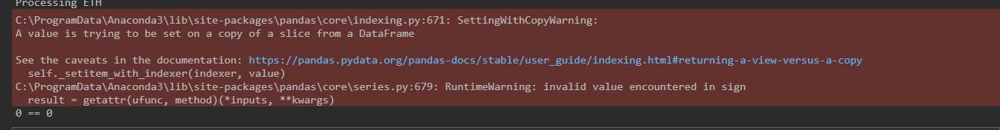 Processing ETH
C:\ProgramData\Anaconda3\lib\site-packages\pandas\core\indexing.py:671: SettingWithCopyWarning:
A value is trying to be set on a copy of a slice from a DataFrame
See the caveats in the documentation: https://pandas.pydata.org/pandas-docs/stable/user_guide/indexing.html#returning-a-view-versus-a-copy
  self._setitem_with_indexer(indexer, value)
C:\ProgramData\Anaconda3\lib\site-packages\pandas\core\series.py:679: RuntimeWarning: invalid value encountered in sign
  result = getattr(ufunc, method)(*inputs, **kwargs)
0 == 0